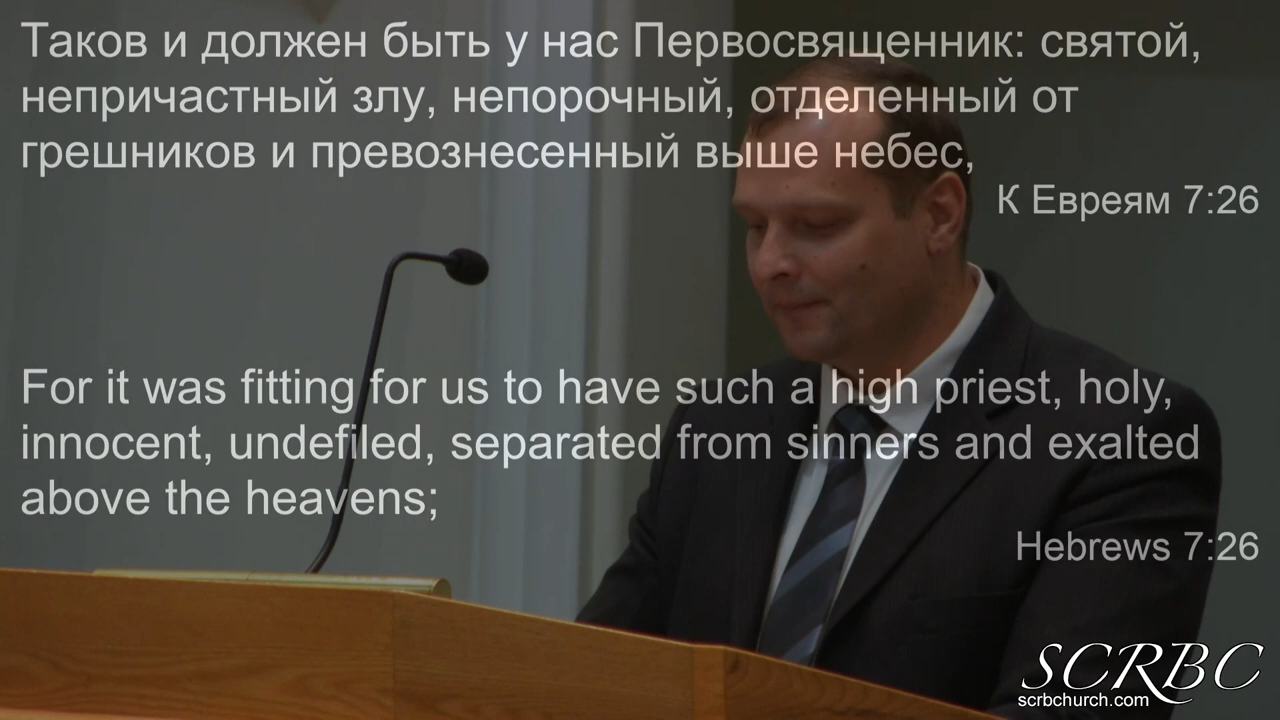 Таков и должен быть у нас Первосвященник: святой,
непричастный злу, непорочный, отделенный от
грешников и превознесенный выше небес,
К Евреям 7:26
For it was fitting for us to have such a high priest, holy,
innocent, undefiled, separated from sinners and exalted
above the heavens;
Hebrews 7:26
SCRBC
scrbchurch.com